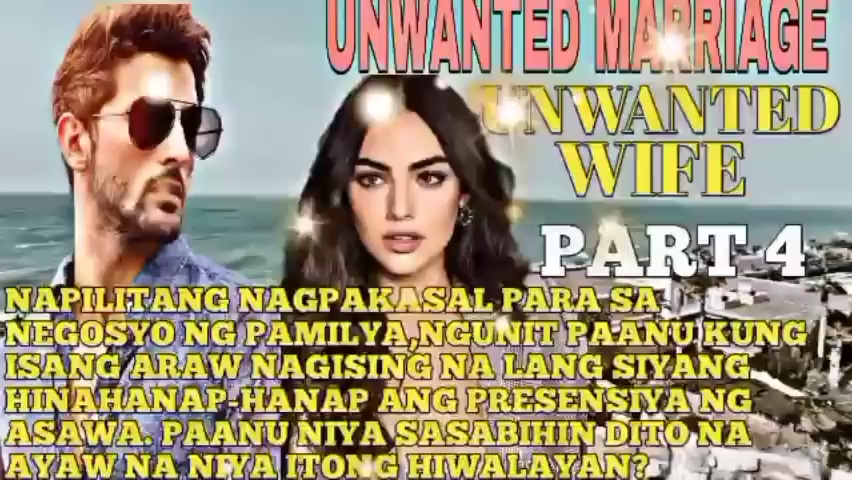 UNWANTED MARRIAGE
UNWANTED
WIFE
PART 4
NAPILITANG NAGPAKASAL PARA SA
NEGOSYO NG PAMILYA,NGUNIT PAANU KUNG
ISANG ARAW NAGISING NA LANG SIYANG
HINAHANAP-HANAP ANG PRESENSIYA NG
ASAWA. PAANU NIYA SASABIHIN DITO NA
AYAW NA NIYA ITONG HIWALAYAN?